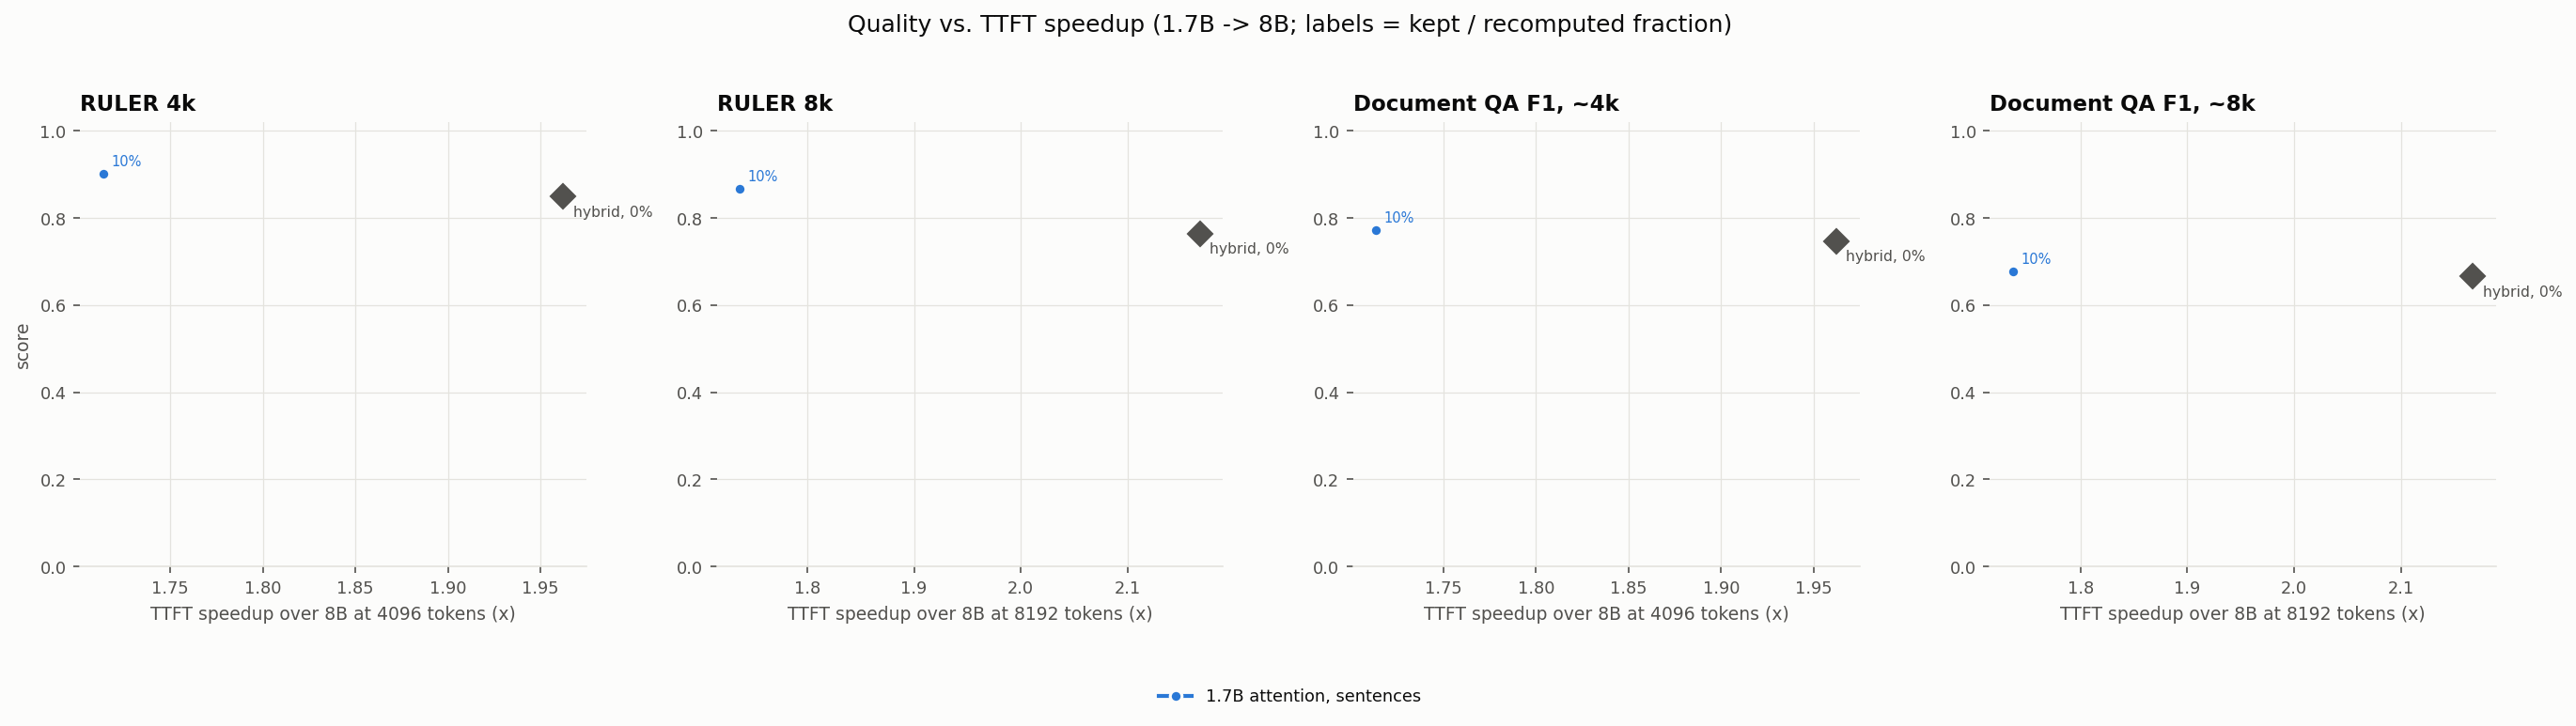 Quality vs. TTFT speedup (1.7B -> 8B; labels = kept / recomputed fraction)
RULER 4k
1.0
0.8
0.6
0.4
0.2
0.0
score
10%
hybrid, 0%
1.75 1.80 1.85 1.90 1.95
TTFT speedup over 8B at 4096 tokens (x)
RULER 8k
1.0
0.8
0.6
0.4
0.2
0.0
10%
hybrid, 0%
1.8 1.9 2.0 2.1
TTFT speedup over 8B at 8192 tokens (x)
Document QA F1, ~4k
1.0
0.8
0.6
0.4
0.2
0.0
10%
hybrid, 0%
1.75 1.80 1.85 1.90 1.95
TTFT speedup over 8B at 4096 tokens (x)
Document QA F1, ~8k
1.0
0.8
0.6
0.4
0.2
0.0
10%
hybrid, 0%
1.8 1.9 2.0 2.1
TTFT speedup over 8B at 8192 tokens (x)
1.7B attention, sentences